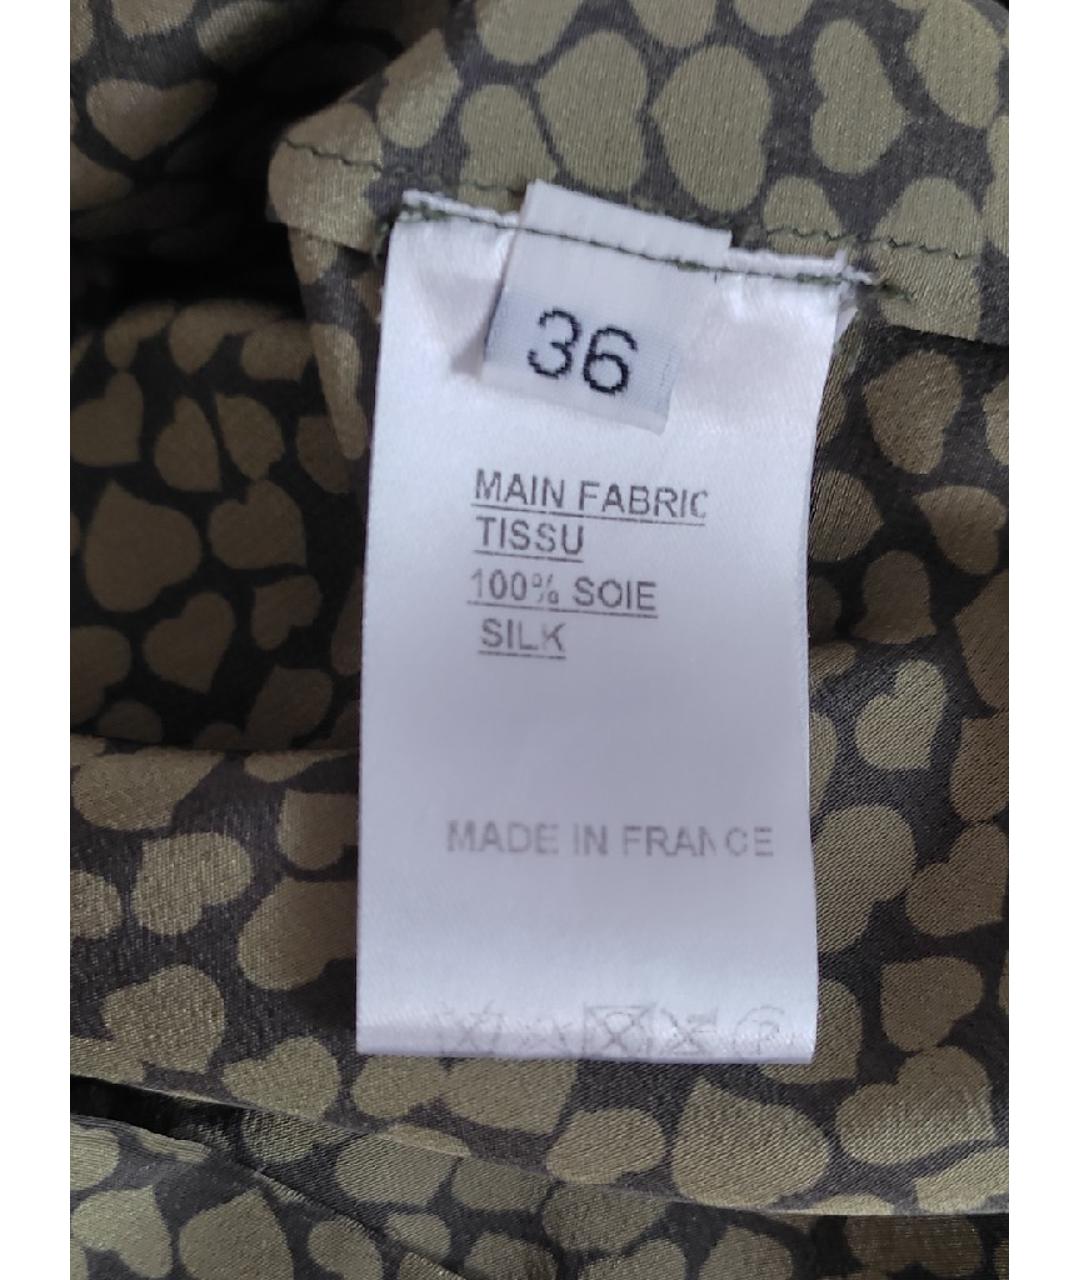 36
MAIN FABRIC
TISSU
100% SOIE
SILK
MADE IN FRANCE